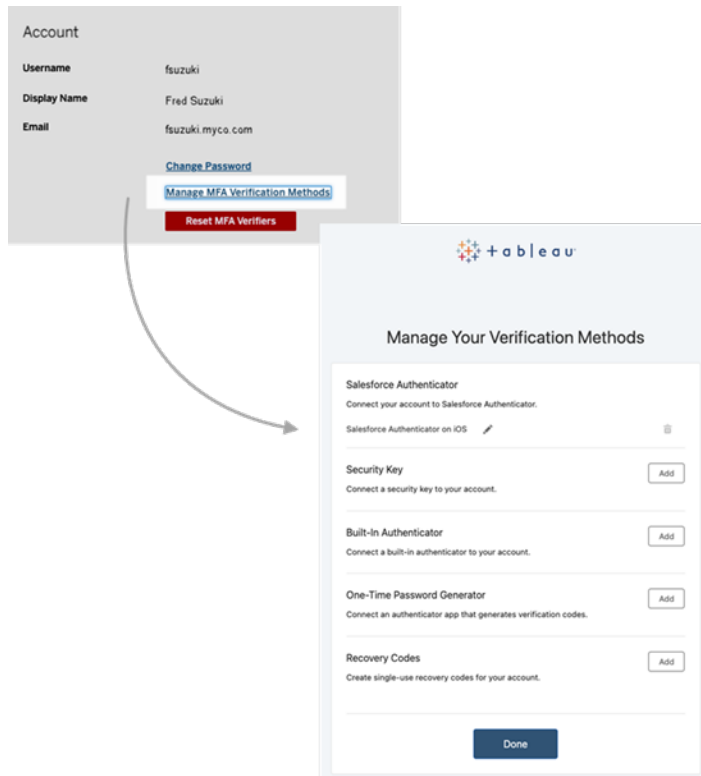 Account
Username fsuzuki
Display Name Fred Suzuki
Email fsuzuki.myco.com
Change Password
Manage MFA Verification Methods
Reset MFA Verifiers
+ a b | e a u
Manage Your Verification Methods
Salesforce Authenticator
Connect your account to Salesforce Authenticator.
Salesforce Authenticator on iOS
Security Key
Add
Connect a security key to your account.
Built-In Authenticator
Add
Connect a built-in authenticator to your account.
One-Time Password Generator
Add
Connect an authenticator app that generates verification codes.
Recovery Codes
Add
Create single-use recovery codes for your account.
Done